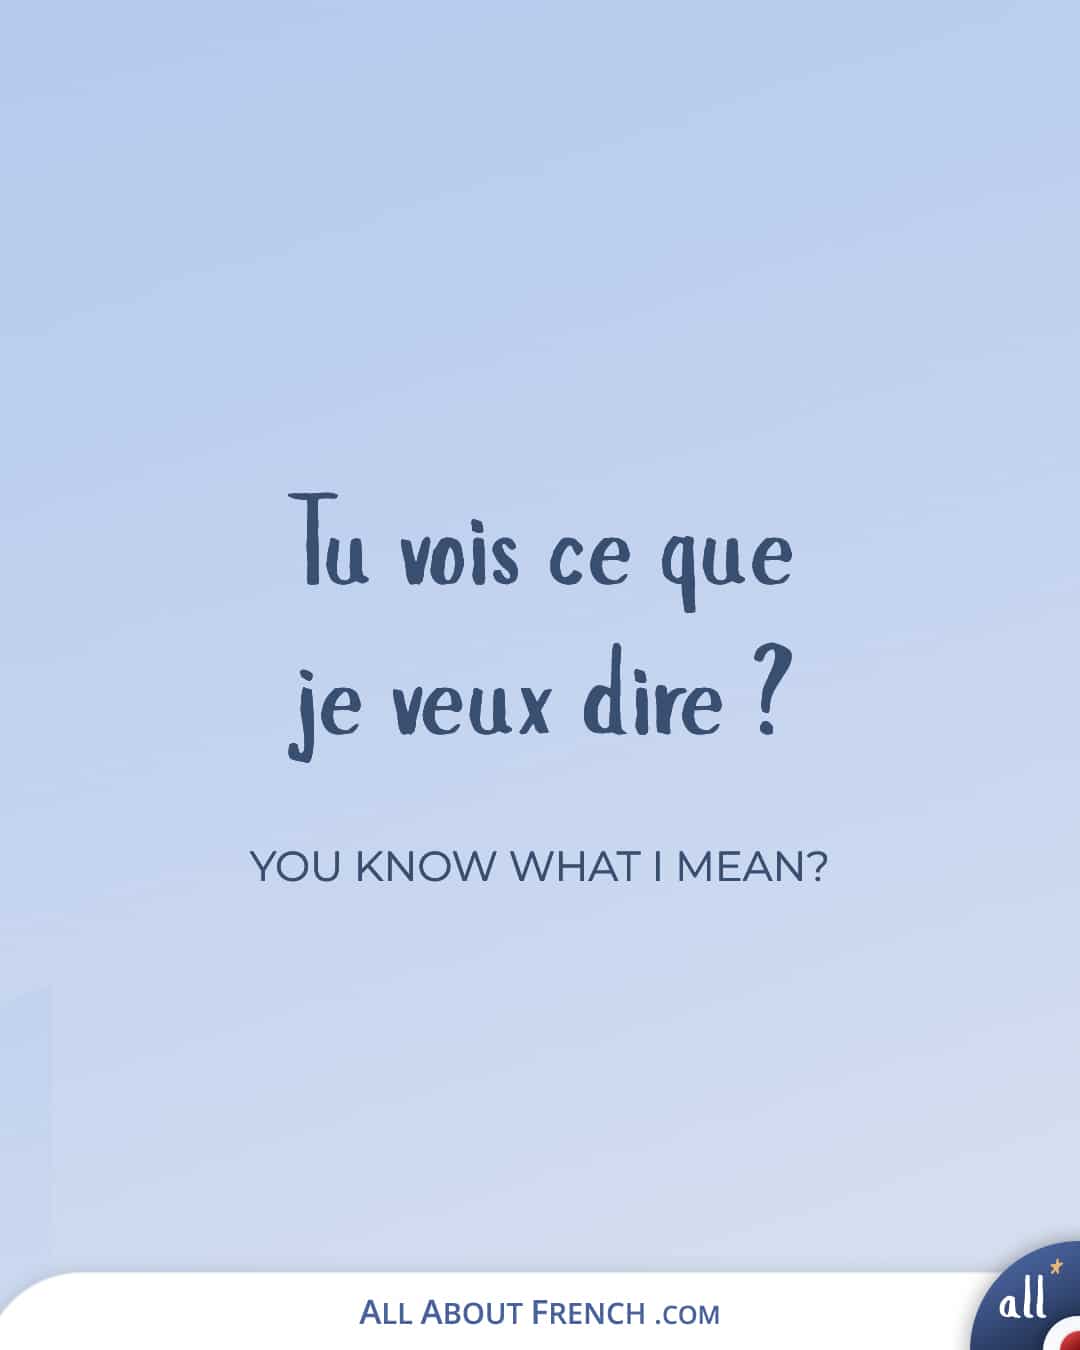 Tu vois ce que
je veux dire ?
YOU KNOW WHAT I MEAN?
ALL ABOUT FRENCH .COM
all